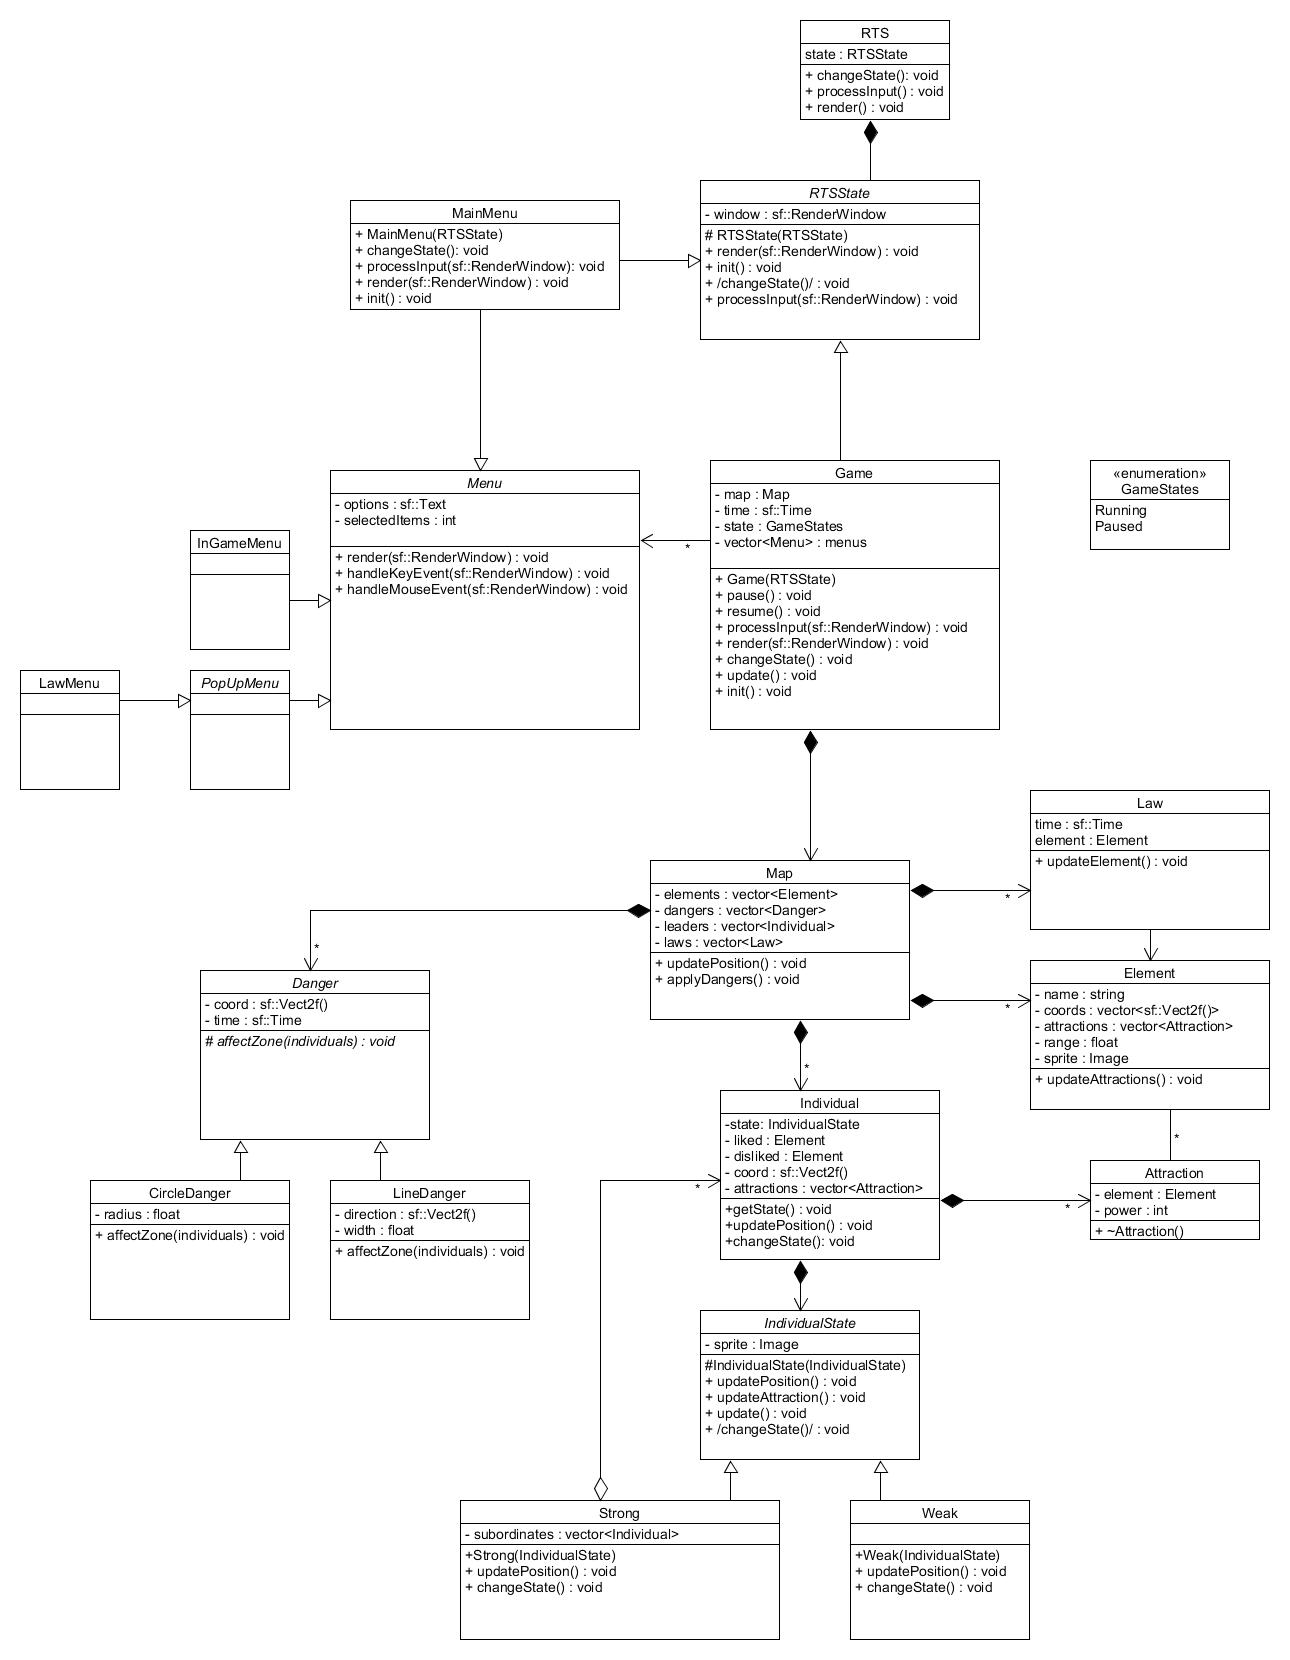 RTS
state : RTSState
+ changeState(): void
+ processInput() : void
+ render() : void
RTSState
- window : sf::RenderWindow
# RTSState(RTSState)
+ render(sf::RenderWindow) : void
+ init() : void
+ /changeState()/ : void
+ processInput(sf::RenderWindow) : void
MainMenu
+ MainMenu(RTSState)
+ changeState(): void
+ processInput(sf::RenderWindow): void
+ render(sf::RenderWindow) : void
+ init() : void
Menu
- options : sf::Text
- selectedItems : int
+ render(sf::RenderWindow) : void
+ handleKeyEvent(sf::RenderWindow) : void
+ handleMouseEvent(sf::RenderWindow) : void
*
Game
- map : Map
- time : sf::Time
- state : GameStates
- vector<Menu> : menus
+ Game(RTSState)
+ pause() : void
+ resume() : void
+ processInput(sf::RenderWindow) : void
+ render(sf::RenderWindow) : void
+ changeState() : void
+ update() : void
+ init() : void
«enumeration»
GameStates
Running
Paused
InGameMenu
LawMenu
PopUpMenu
Law
time : sf::Time
element : Element
+ updateElement() : void
Map
- elements : vector<Element>
- dangers : vector<Danger>
- leaders : vector<Individual>
- laws : vector<Law>
+ updatePosition() : void
+ applyDangers() : void
*
*
*
*
Danger
- coord : sf::Vect2f()
- time : sf::Time
# affectZone(individuals) : void
Element
- name : string
- coords : vector<sf::Vect2f()>
- attractions : vector<Attraction>
- range : float
- sprite : Image
+ updateAttractions() : void
*
Individual
-state: IndividualState
- liked : Element
- disliked : Element
- coord : sf::Vect2f()
- attractions : vector<Attraction>
+getState() : void
+updatePosition() : void
+changeState(): void
*
*
Attraction
- element : Element
- power : int
+ ~Attraction()
CircleDanger
- radius : float
+ affectZone(individuals) : void
LineDanger
- direction : sf::Vect2f()
- width : float
+ affectZone(individuals) : void
IndividualState
- sprite : Image
#IndividualState(IndividualState)
+ updatePosition() : void
+ updateAttraction() : void
+ update() : void
+ /changeState()/ : void
Strong
- subordinates : vector<Individual>
+Strong(IndividualState)
+ updatePosition() : void
+ changeState() : void
Weak
+Weak(IndividualState)
+ updatePosition() : void
+ changeState() : void